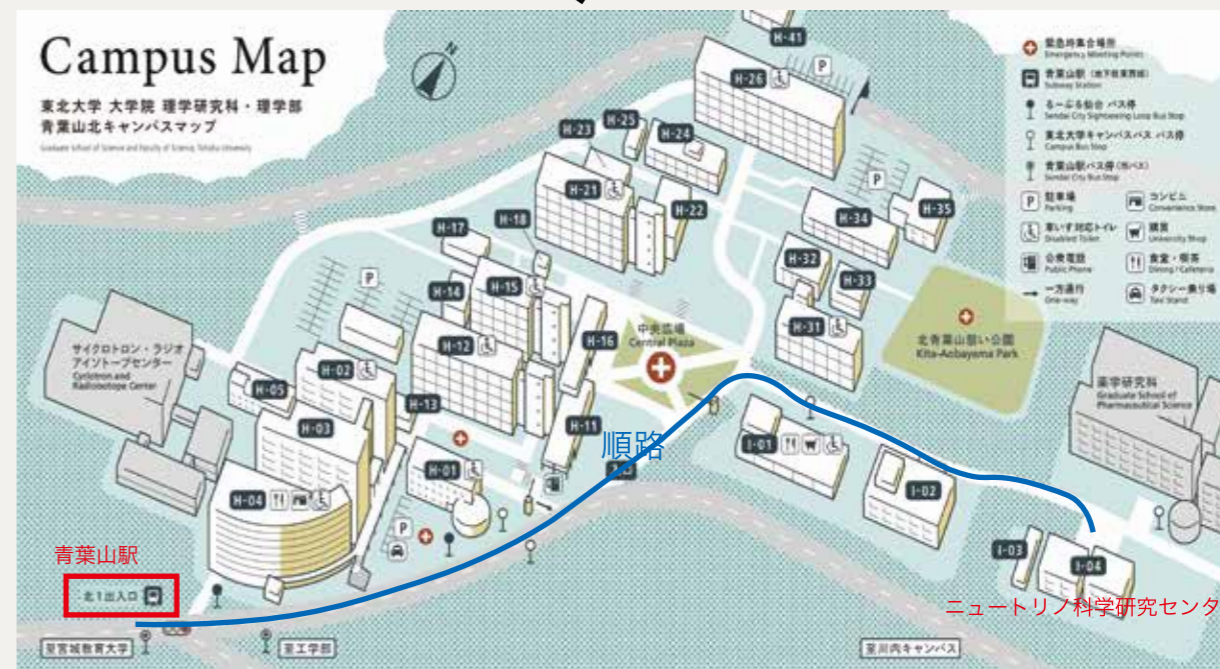 Campus Map
東北大学 大学院 理学研究科・理学部
青葉山北キャンパスマップ
Graduate School of Science and Faculty of Science, Tohoku University
N
緊急時集合場所
Emergency Meeting Points
青葉山駅（地下鉄東西線）
Subway Station
るーぷる仙台 バス停
Sendai City Sightseeing Loop Bus Stop
東北大学キャンパスバス バス停
Campus Bus Stop
青葉山駅バス停（市バス）
Sendai City Bus Stop
P 駐車場
Parking
コンビニ
Convenience Store
車いす対応トイレ
Disabled Toilet
購買
University Shop
公衆電話
Public Phone
食堂・喫茶
Dining / Cafeteria
一方通行
One-way
タクシー乗り場
Taxi Stand
H-41
P
H-26
H-25
H-23
H-24
P
H-21
H-22
H-18
H-17
H-34
H-35
H-32
H-33
H-31
P
H-14
H-15
H-16
H-12
H-13
H-11
中央広場
Central Plaza
北青葉山憩い公園
Kita-Aobayama Park
サイクロトロン・ラジオ
アイソトープセンター
Cyclotron and
Radioisotope Center
薬学研究科
Graduate School of
Pharmaceutical Science
H-05
H-02
H-03
H-04
H-01
P
順路
I-01
I-02
I-03
I-04
ニュートリノ科学研究センタ
青葉山駅
北1出入口
至宮城教育大学
至工学部
至川内キャンパス